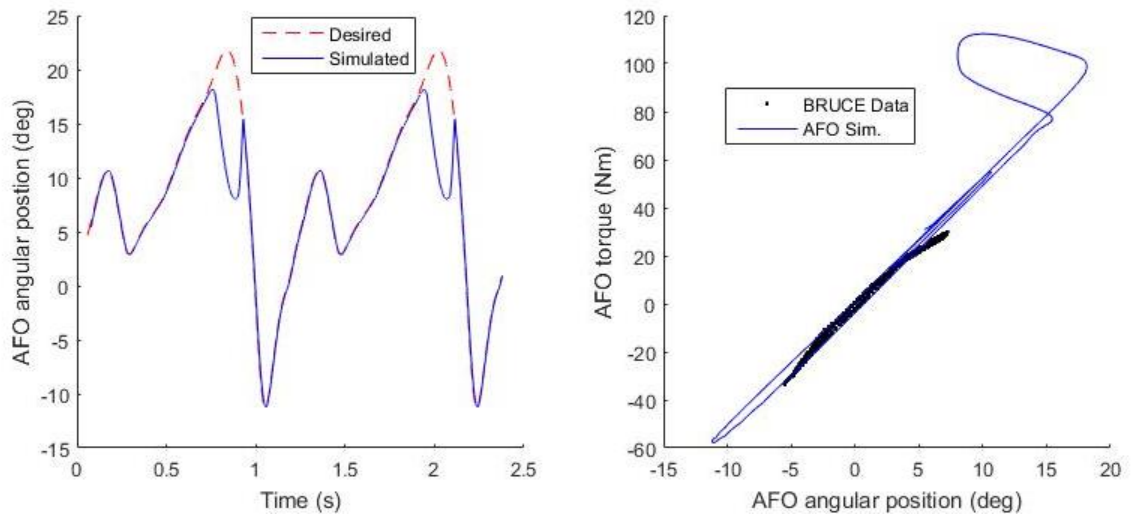 25
20
15
10
5
0
-5
-10
-15
AFO angular postion (deg)
Desired
Simulated
0 0.5 1 1.5 2 2.5
Time (s)
120
100
80
60
40
20
0
-20
-40
-60
AFO torque (Nm)
BRUCE Data
AFO Sim.
-15 -10 -5 0 5 10 15 20
AFO angular position (deg)